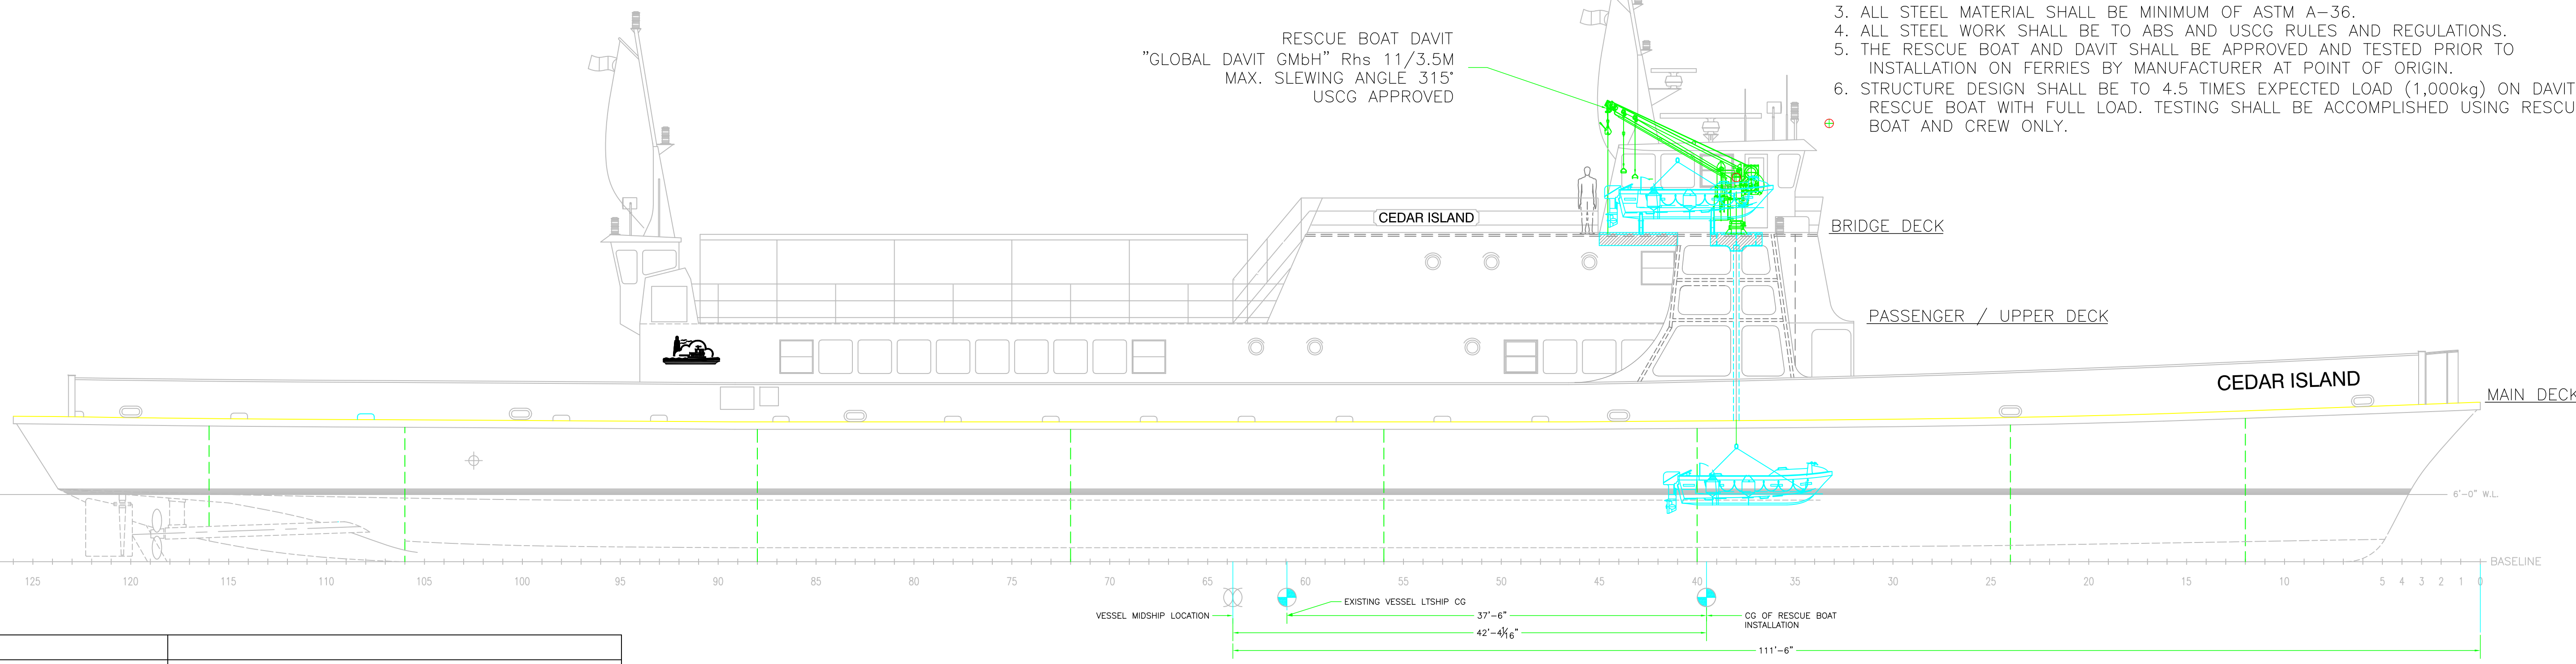 3. ALL STEEL MATERIAL SHALL BE MINIMUM OF ASTM A-36.
4. ALL STEEL WORK SHALL BE TO ABS AND USCG RULES AND REGULATIONS.
5. THE RESCUE BOAT AND DAVIT SHALL BE APPROVED AND TESTED PRIOR TO
INSTALLATION ON FERRIES BY MANUFACTURER AT POINT OF ORIGIN.
6. STRUCTURE DESIGN SHALL BE TO 4.5 TIMES EXPECTED LOAD (1,000kg) ON DAVIT
RESCUE BOAT WITH FULL LOAD. TESTING SHALL BE ACCOMPLISHED USING RESCU
BOAT AND CREW ONLY.
RESCUE BOAT DAVIT
"GLOBAL DAVIT GMbH" Rhs 11/3.5M
MAX. SLEWING ANGLE 315°
USCG APPROVED
CEDAR ISLAND
BRIDGE DECK
PASSENGER / UPPER DECK
CEDAR ISLAND
MAIN DECK
6'-0" W.L.
BASELINE
125 120 115 110 105 100 95 90 85 80 75 70 65 60 55 50 45 40 35 30 25 20 15 10 5 4 3 2 1 0
EXISTING VESSEL LTSHIP CG
VESSEL MIDSHIP LOCATION
37'-6"
CG OF RESCUE BOAT
INSTALLATION
42'-4 1/16"
111'-6"